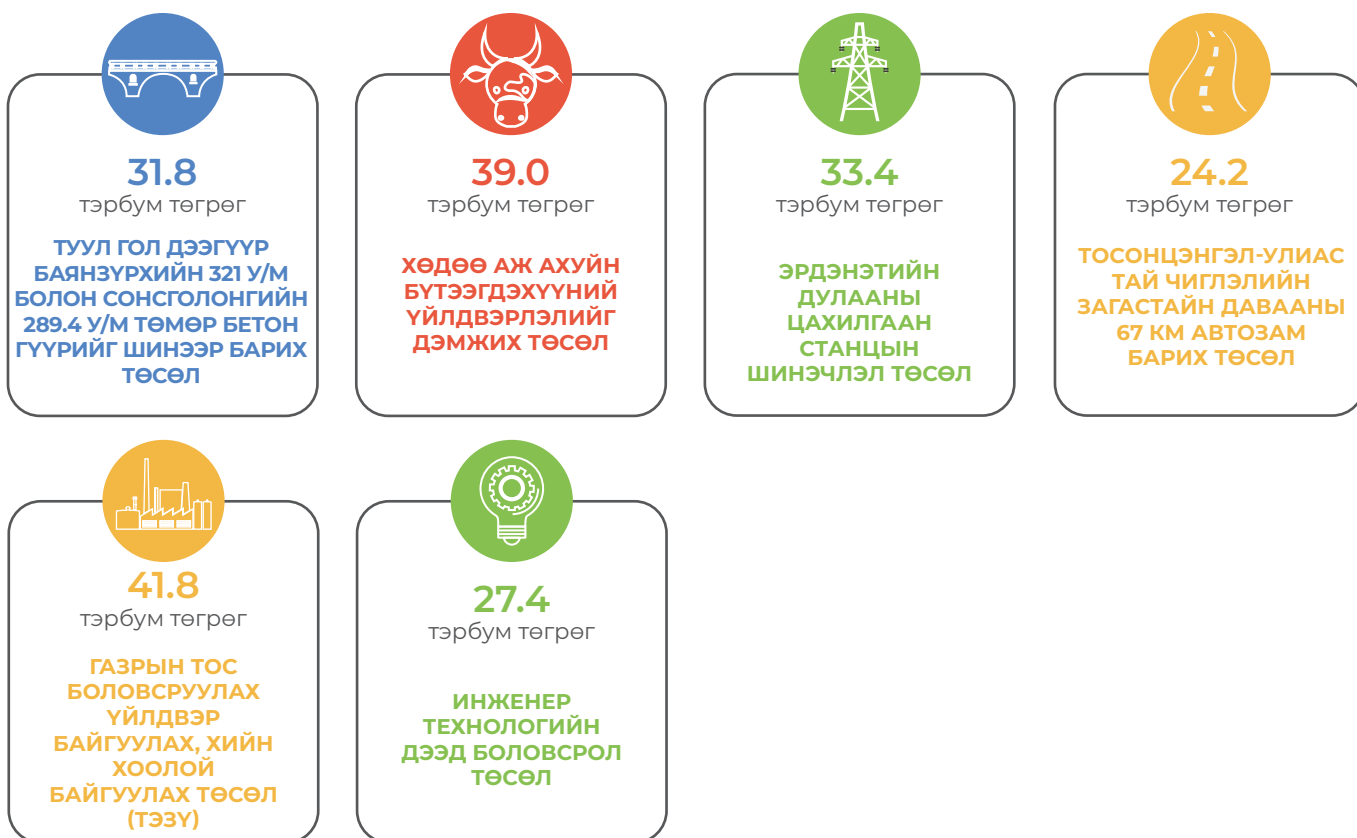 31.8
тэрбум төгрөг
ТУУЛ ГОЛ ДЭЭГҮҮР
БАЯНЗҮРХИЙН 321 У/М
БОЛОН СОНСГОЛОНГИЙН
289.4 У/М ТӨМӨР БЕТОН
ГҮҮРИЙГ ШИНЭЭР БАРИХ
ТӨСӨЛ
39.0
тэрбум төгрөг
ХӨДӨӨ АЖ АХУЙН
БҮТЭЭГДЭХҮҮНИЙ
ҮЙЛДВЭРЛЭЛИЙГ
ДЭМЖИХ ТӨСӨЛ
33.4
тэрбум төгрөг
ЭРДЭНЭТИЙН
ДУЛААНЫ
ЦАХИЛГААН
СТАНЦЫН
ШИНЭЧЛЭЛ ТӨСӨЛ
24.2
тэрбум төгрөг
ТОСОНЦЭНГЭЛ-УЛИАС
ТАЙ ЧИГЛЭЛИЙН
ЗАГАСТАЙН ДАВААНЫ
67 КМ АВТОЗАМ
БАРИХ ТӨСӨЛ
41.8
тэрбум төгрөг
ГАЗРЫН ТОС
БОЛОВСРУУЛАХ
ҮЙЛДВЭР
БАЙГУУЛАХ, ХИЙН
ХООЛОЙ
БАЙГУУЛАХ ТӨСӨЛ
(ТЭЗҮ)
27.4
тэрбум төгрөг
ИНЖЕНЕР
ТЕХНОЛОГИЙН
ДЭЭД БОЛОВСРОЛ
ТӨСӨЛ